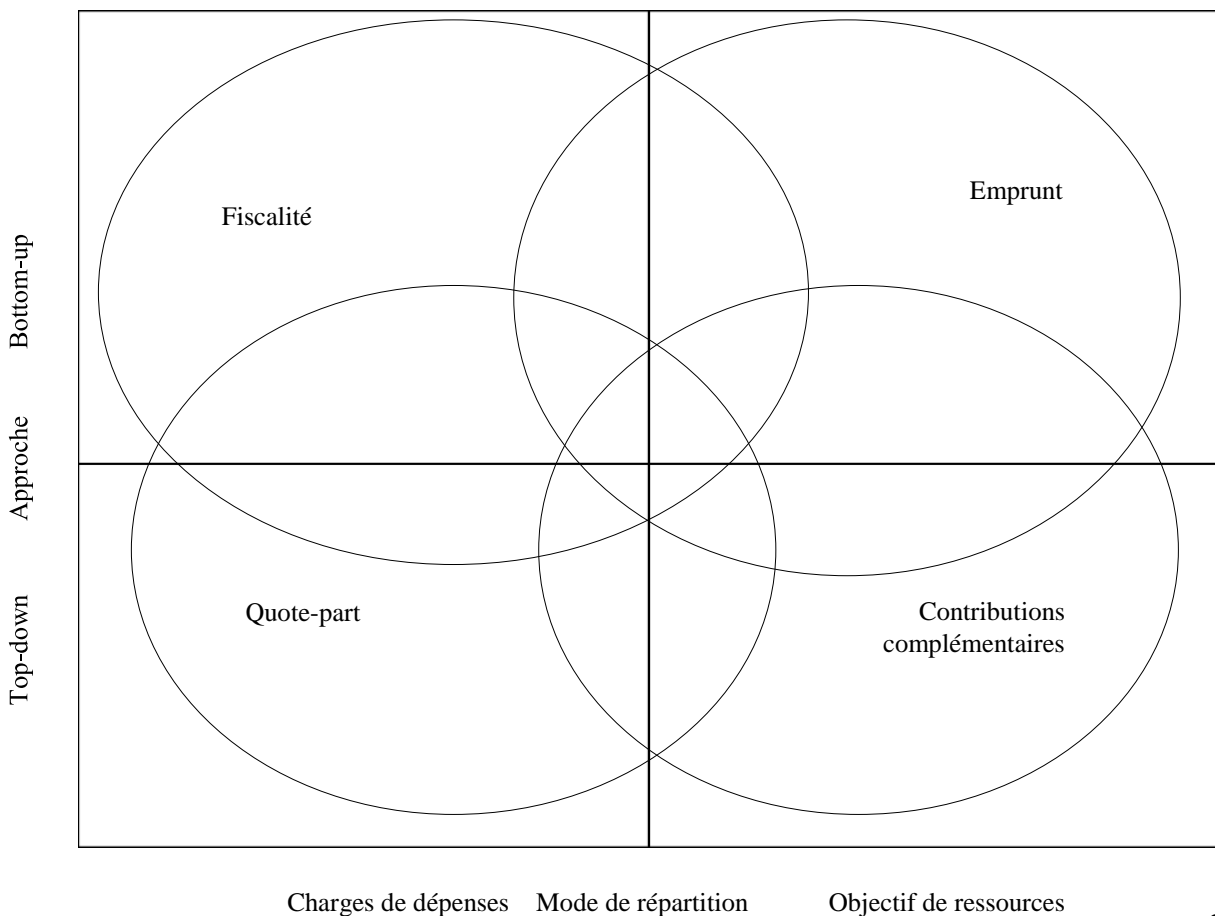 Emprunt
Fiscalité
Bottom-up
Approche
Top-down
Quote-part
Contributions
complémentaires
Charges de dépenses
Mode de répartition
Objectif de ressources